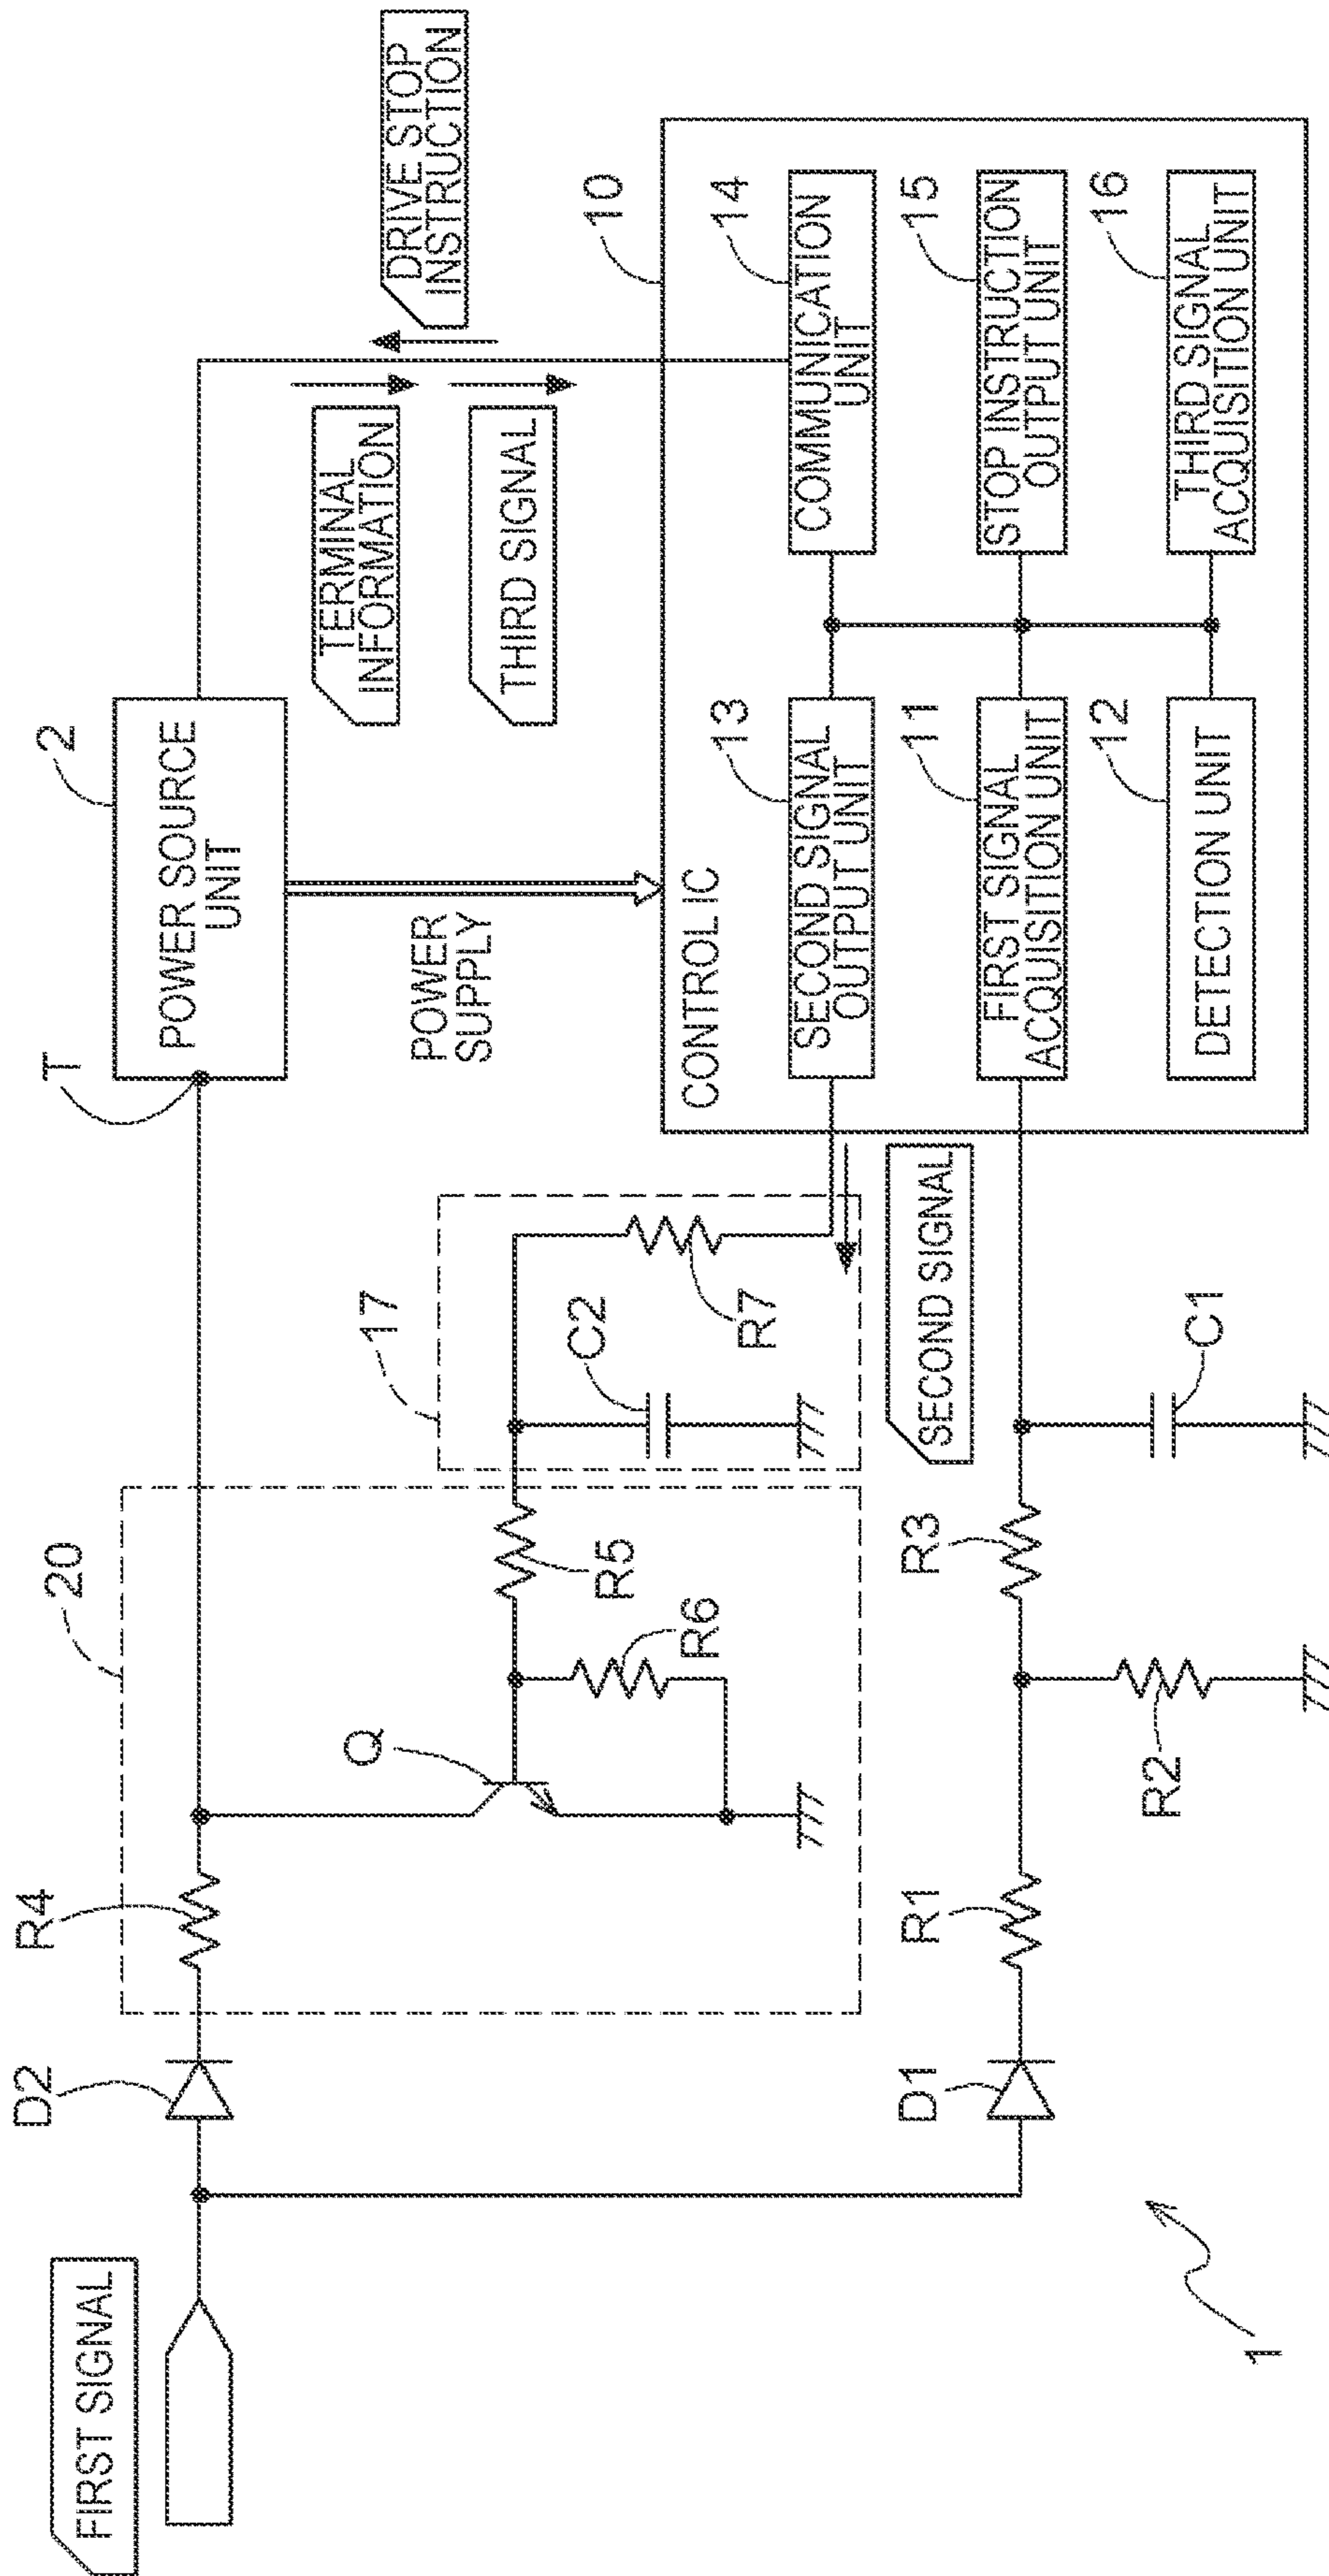 FIRST SIGNAL
D2
R4
20
T
2
POWER SOURCE
UNIT
DRIVE STOP
INSTRUCTION
TERMINAL
INFORMATION
THIRD SIGNAL
POWER
SUPPLY
Q
R5
R6
17
C2
R7
SECOND SIGNAL
CONTROL IC
10
13
SECOND SIGNAL
OUTPUT UNIT
14
COMMUNICATION
UNIT
11
FIRST SIGNAL
ACQUISITION UNIT
15
STOP INSTRUCTION
OUTPUT UNIT
12
DETECTION UNIT
16
THIRD SIGNAL
ACQUISITION UNIT
D1
R1
R3
R2
C1
1